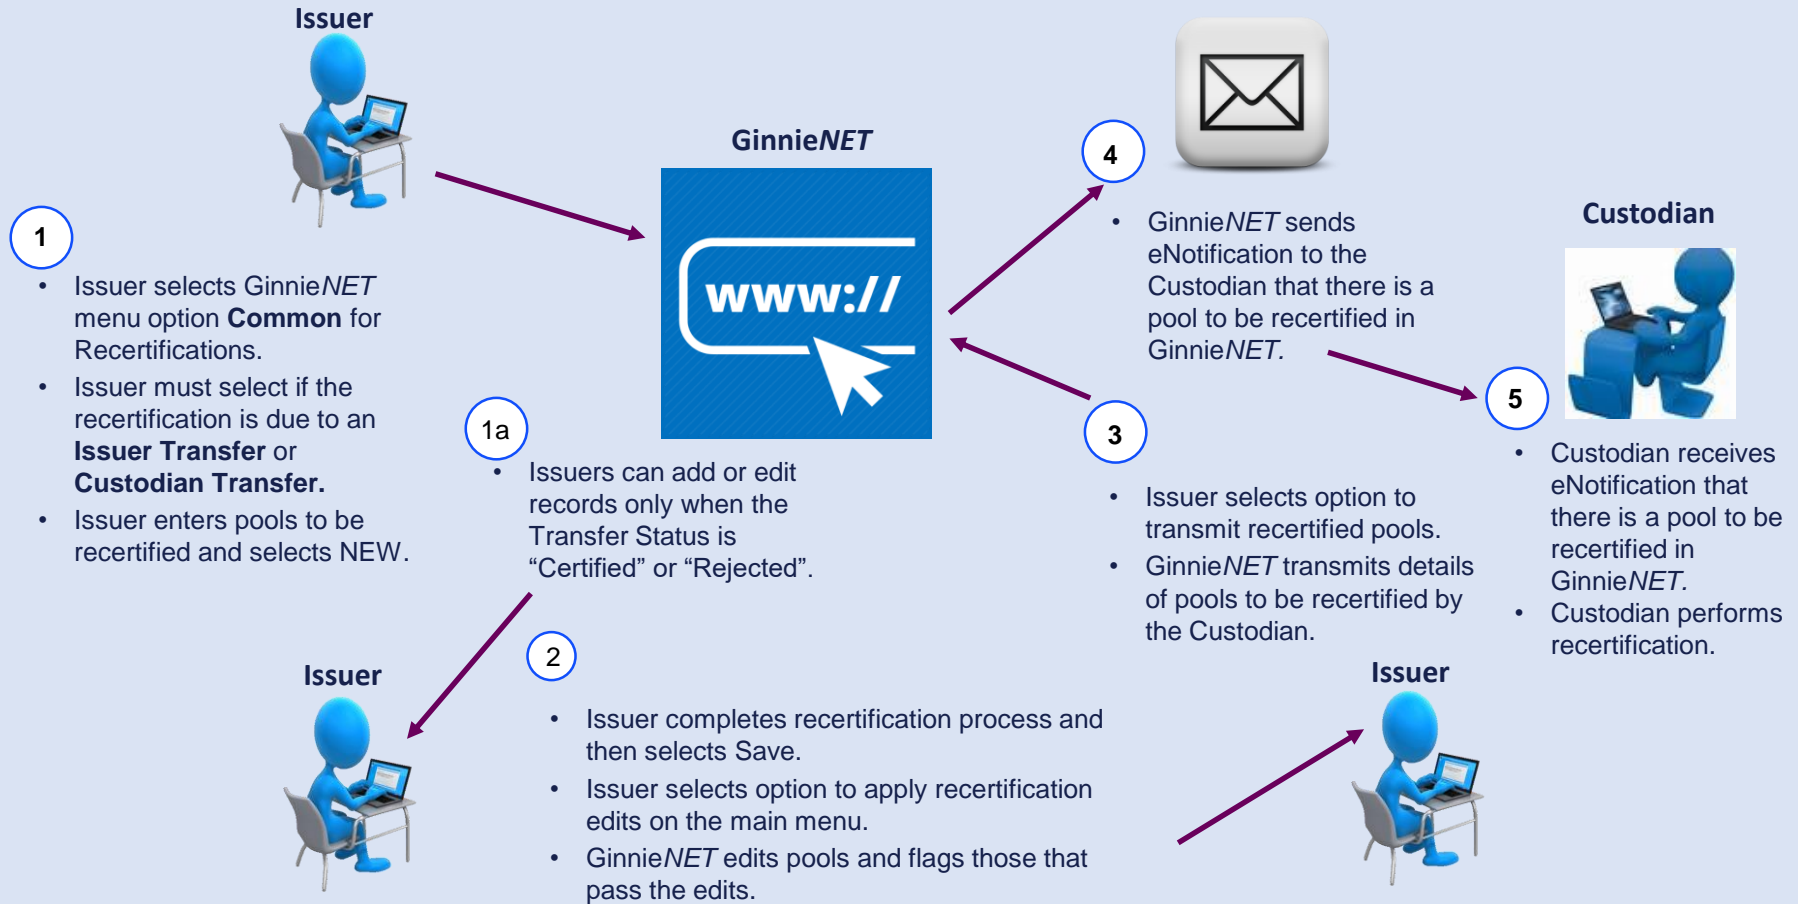 Issuer
1
• Issuer selects GinnieNET
menu option Common for
Recertifications.
• Issuer must select if the
recertification is due to an
Issuer Transfer or
Custodian Transfer.
• Issuer enters pools to be
recertified and selects NEW.
GinnieNET
www://
1a
• Issuers can add or edit
records only when the
Transfer Status is
“Certified” or “Rejected”.
Issuer
2
• Issuer completes recertification process and
then selects Save.
• Issuer selects option to apply recertification
edits on the main menu.
• GinnieNET edits pools and flags those that
pass the edits.
Issuer
3
• Issuer selects option to
transmit recertified pools.
• GinnieNET transmits details
of pools to be recertified by
the Custodian.
4
• GinnieNET sends
eNotification to the
Custodian that there is a
pool to be recertified in
GinnieNET.
Custodian
5
• Custodian receives
eNotification that
there is a pool to be
recertified in
GinnieNET.
• Custodian performs
recertification.